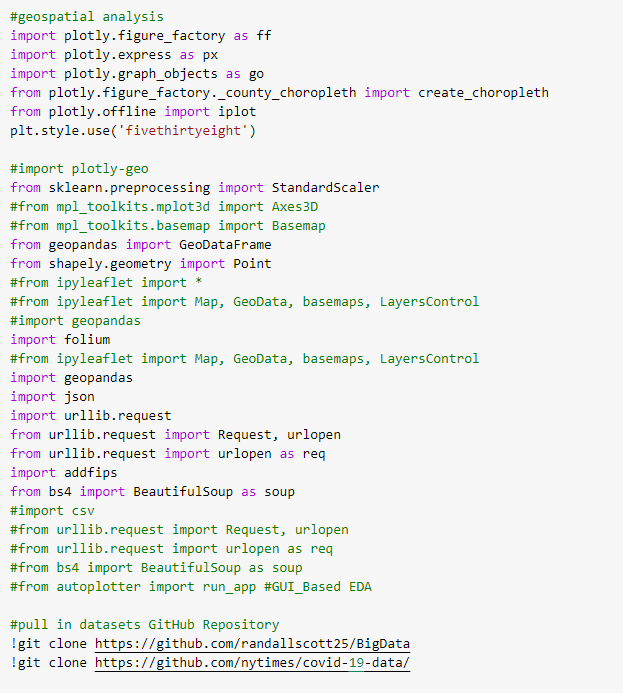 #geospatial analysis
import plotly.figure_factory as ff
import plotly.express as px
import plotly.graph_objects as go
from plotly.figure_factory._county_choropleth import create_choropleth
from plotly.offline import iplot
plt.style.use('fivethirtyeight')
#import plotly-geo
from sklearn.preprocessing import StandardScaler
#from mpl_toolkits.mplot3d import Axes3D
#from mpl_toolkits.basemap import Basemap
from geopandas import GeoDataFrame
from shapely.geometry import Point
#from ipyleaflet import *
#from ipyleaflet import Map, GeoData, basemaps, LayersControl
#import geopandas
import folium
#from ipyleaflet import Map, GeoData, basemaps, LayersControl
import geopandas
import json
import urllib.request
from urllib.request import Request, urlopen
from urllib.request import urlopen as req
import addfips
from bs4 import BeautifulSoup as soup
#import csv
#from urllib.request import Request, urlopen
#from urllib.request import urlopen as req
#from bs4 import BeautifulSoup as soup
#from autoplotter import run_app #GUI_Based EDA
#pull in datasets GitHub Repository
!git clone https://github.com/randallscott25/BigData
!git clone https://github.com/nytimes/covid-19-data/